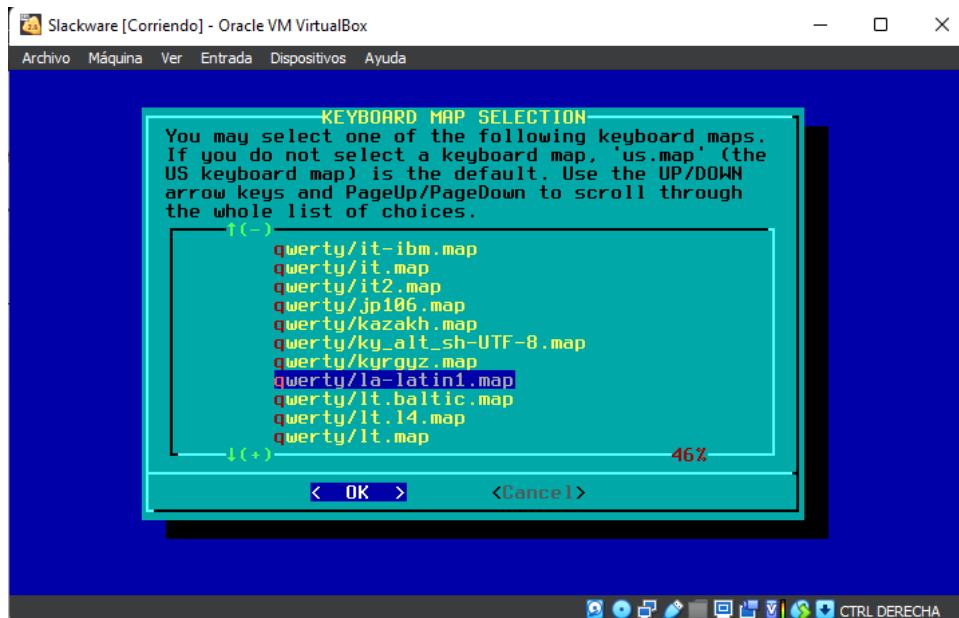 Slackware [Corriendo] - Oracle VM VirtualBox
Archivo Máquina Ver Entrada Dispositivos Ayuda
KEYBOARD MAP SELECTION
You may select one of the following keyboard maps.
If you do not select a keyboard map, 'us.map' (the
US keyboard map) is the default. Use the UP/DOWN
arrow keys and PageUp/PageDown to scroll through
the whole list of choices.
↑(-)
qwerty/it-ibm.map
qwerty/it.map
qwerty/it2.map
qwerty/jp106.map
qwerty/kazakh.map
qwerty/ky_alt_sh-UTF-8.map
qwerty/kyrgyz.map
qwerty/la-latin1.map
qwerty/lt.baltic.map
qwerty/lt.l4.map
qwerty/lt.map
↓(+) 46%
< OK > <Cancel>
CTRL DERECHA